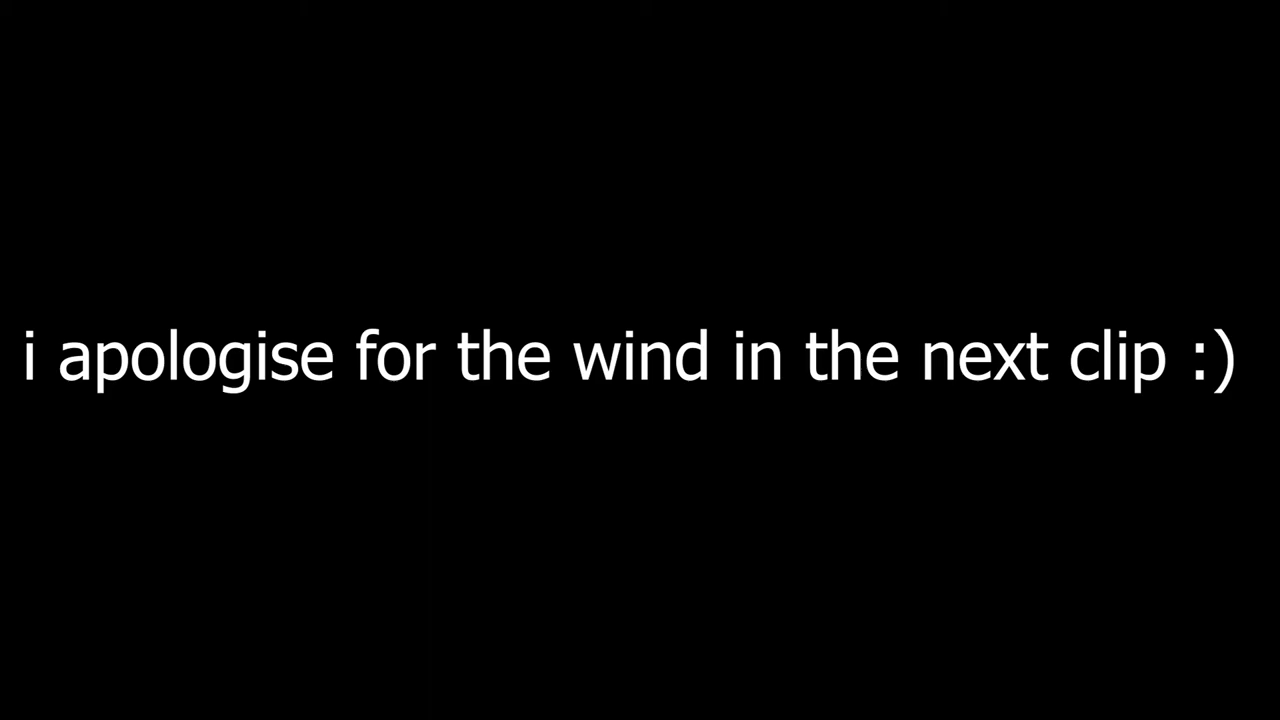 i apologise for the wind in the next clip :)